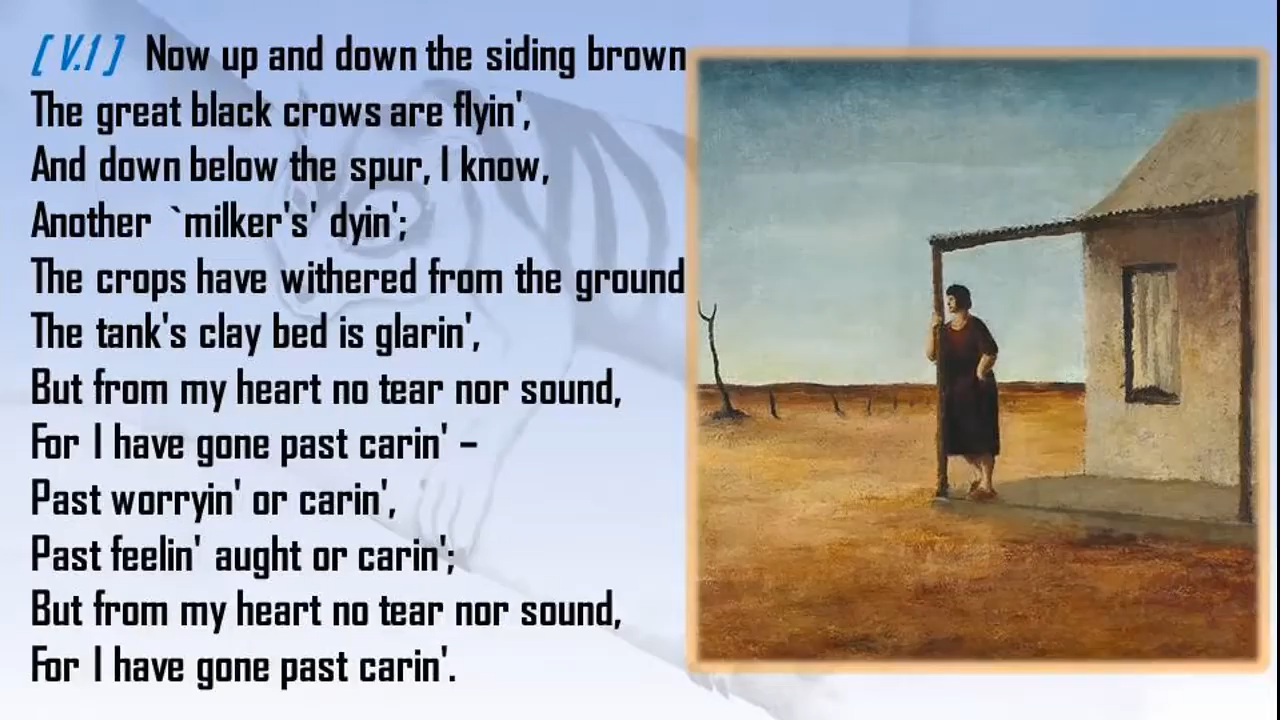 [ V.1 ] Now up and down the siding brown
The great black crows are flyin',
And down below the spur, I know,
Another `milker's' dyin';
The crops have withered from the ground
The tank's clay bed is glarin',
But from my heart no tear nor sound,
For I have gone past carin' –
Past worryin' or carin',
Past feelin' aught or carin';
But from my heart no tear nor sound,
For I have gone past carin'.